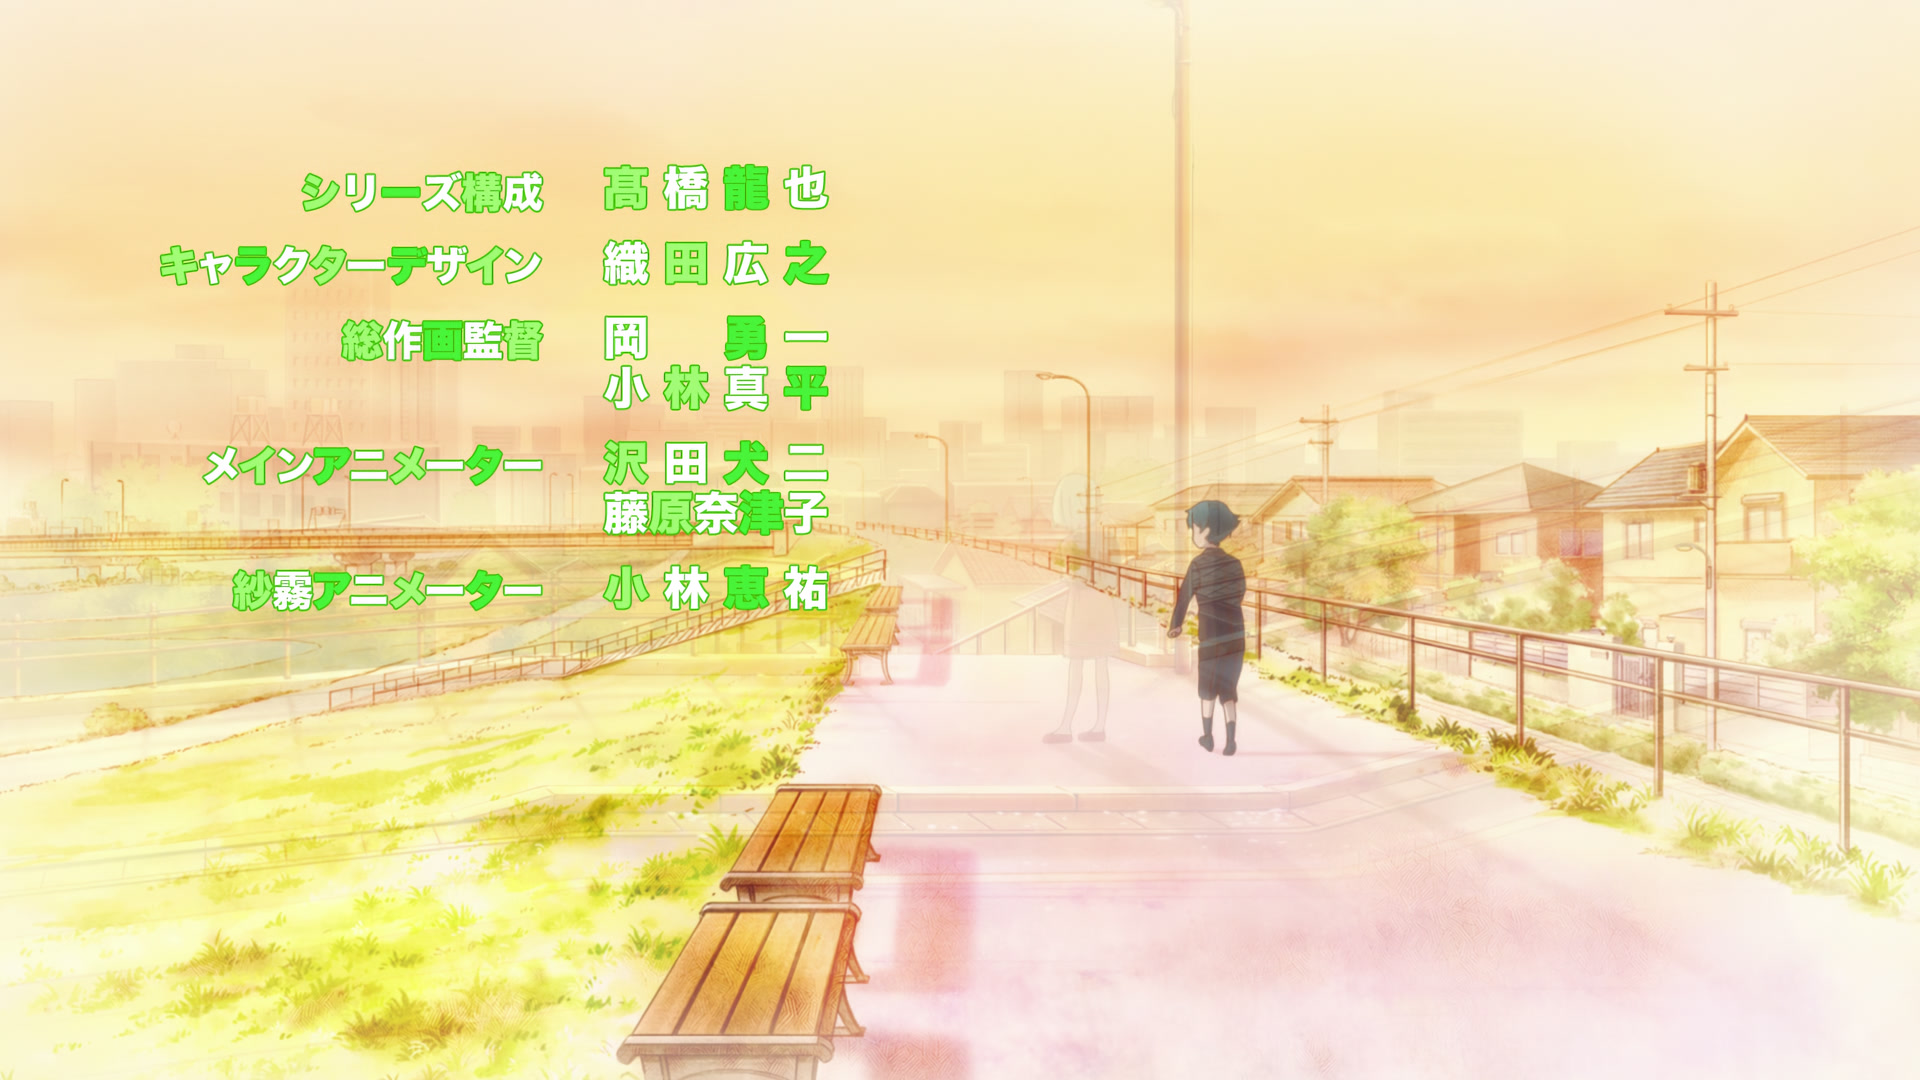 シリーズ構成 髙橋龍也
キャラクターデザイン 織田広之
総作画監督 岡 勇一
小林真平
メインアニメーター 沢田犬二
藤原奈津子
紗霧アニメーター 小林恵祐